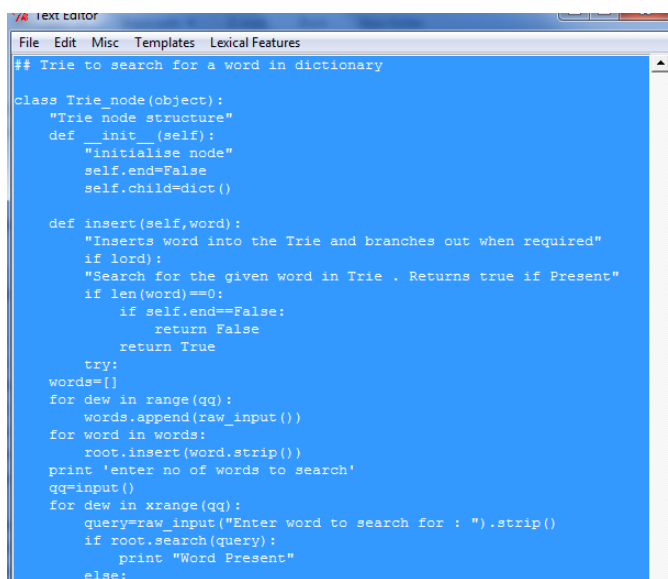 Text Editor
File Edit Misc Templates Lexical Features
## Trie to search for a word in dictionary

class Trie_node(object):
    "Trie node structure"
    def __init__(self):
        "initialise node"
        self.end=False
        self.child=dict()

    def insert(self,word):
        "Inserts word into the Trie and branches out when required"
        if lord):
        "Search for the given word in Trie . Returns true if Present"
        if len(word)==0:
            if self.end==False:
                return False
            return True
        try:
    words=[]
    for dew in range(qq):
        words.append(raw_input())
    for word in words:
        root.insert(word.strip())
    print 'enter no of words to search'
    qq=input()
    for dew in xrange(qq):
        query=raw_input("Enter word to search for : ").strip()
        if root.search(query):
            print "Word Present"
        else: